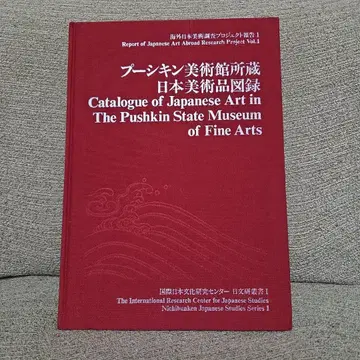 海外日本美術調査プロジェクト報告1
Report of Japanese Art Abroad Research Project Vol.1
プーシキン美術館所蔵
日本美術品図録
Catalogue of Japanese Art in
The Pushkin State Museum
of Fine Arts
国際日本文化研究センター 日文研叢書1
The International Research Center for Japanese Studies
Nichibunken Japanese Studies Series 1